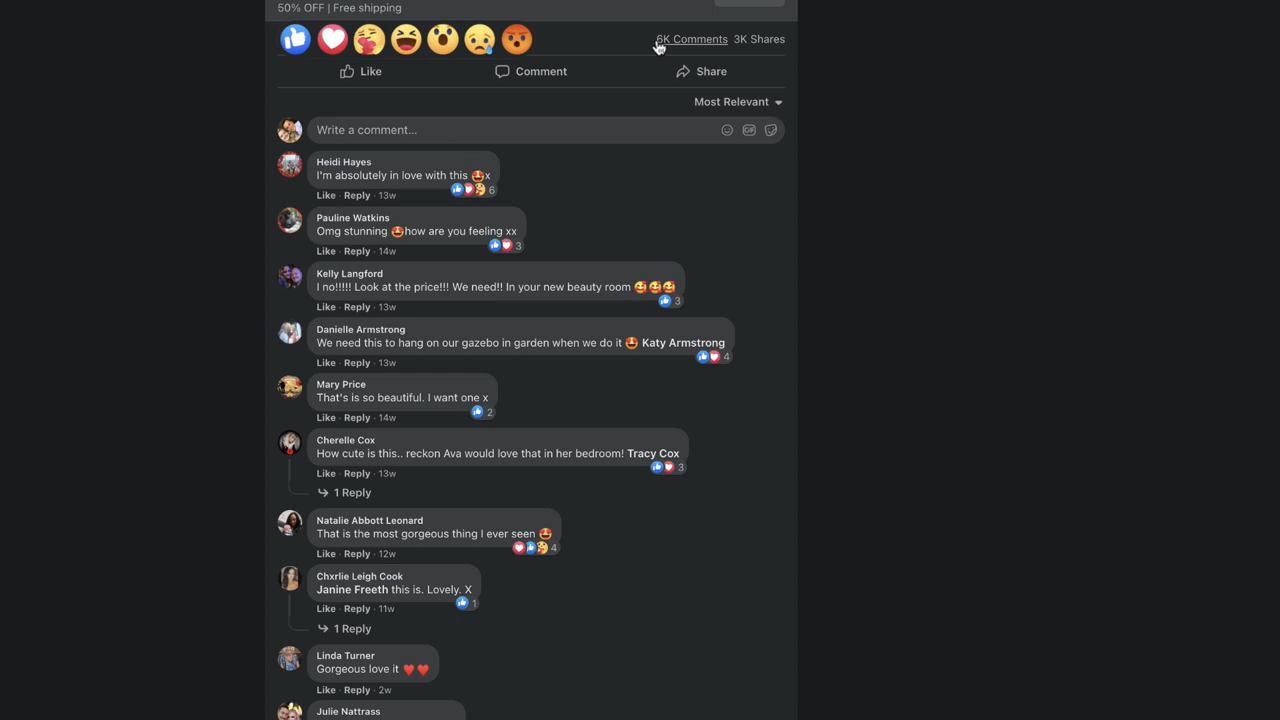 50% OFF | Free shipping
6K Comments 3K Shares
Like Comment Share
Most Relevant
Write a comment...
GIF
Heidi Hayes
I'm absolutely in love with this 😍x
6
Like · Reply · 13w
Pauline Watkins
Omg stunning 😍how are you feeling xx
3
Like · Reply · 14w
Kelly Langford
I no!!!!! Look at the price!!! We need!! In your new beauty room 🥰🥰🥰
3
Like · Reply · 13w
Danielle Armstrong
We need this to hang on our gazebo in garden when we do it 😍 Katy Armstrong
4
Like · Reply · 13w
Mary Price
That's is so beautiful. I want one x
2
Like · Reply · 14w
Cherelle Cox
How cute is this.. reckon Ava would love that in her bedroom! Tracy Cox
3
Like · Reply · 13w
1 Reply
Natalie Abbott Leonard
That is the most gorgeous thing I ever seen 😍
4
Like · Reply · 12w
Chxrlie Leigh Cook
Janine Freeth this is. Lovely. X
1
Like · Reply · 11w
1 Reply
Linda Turner
Gorgeous love it ❤️❤️
Like · Reply · 2w
Julie Nattrass